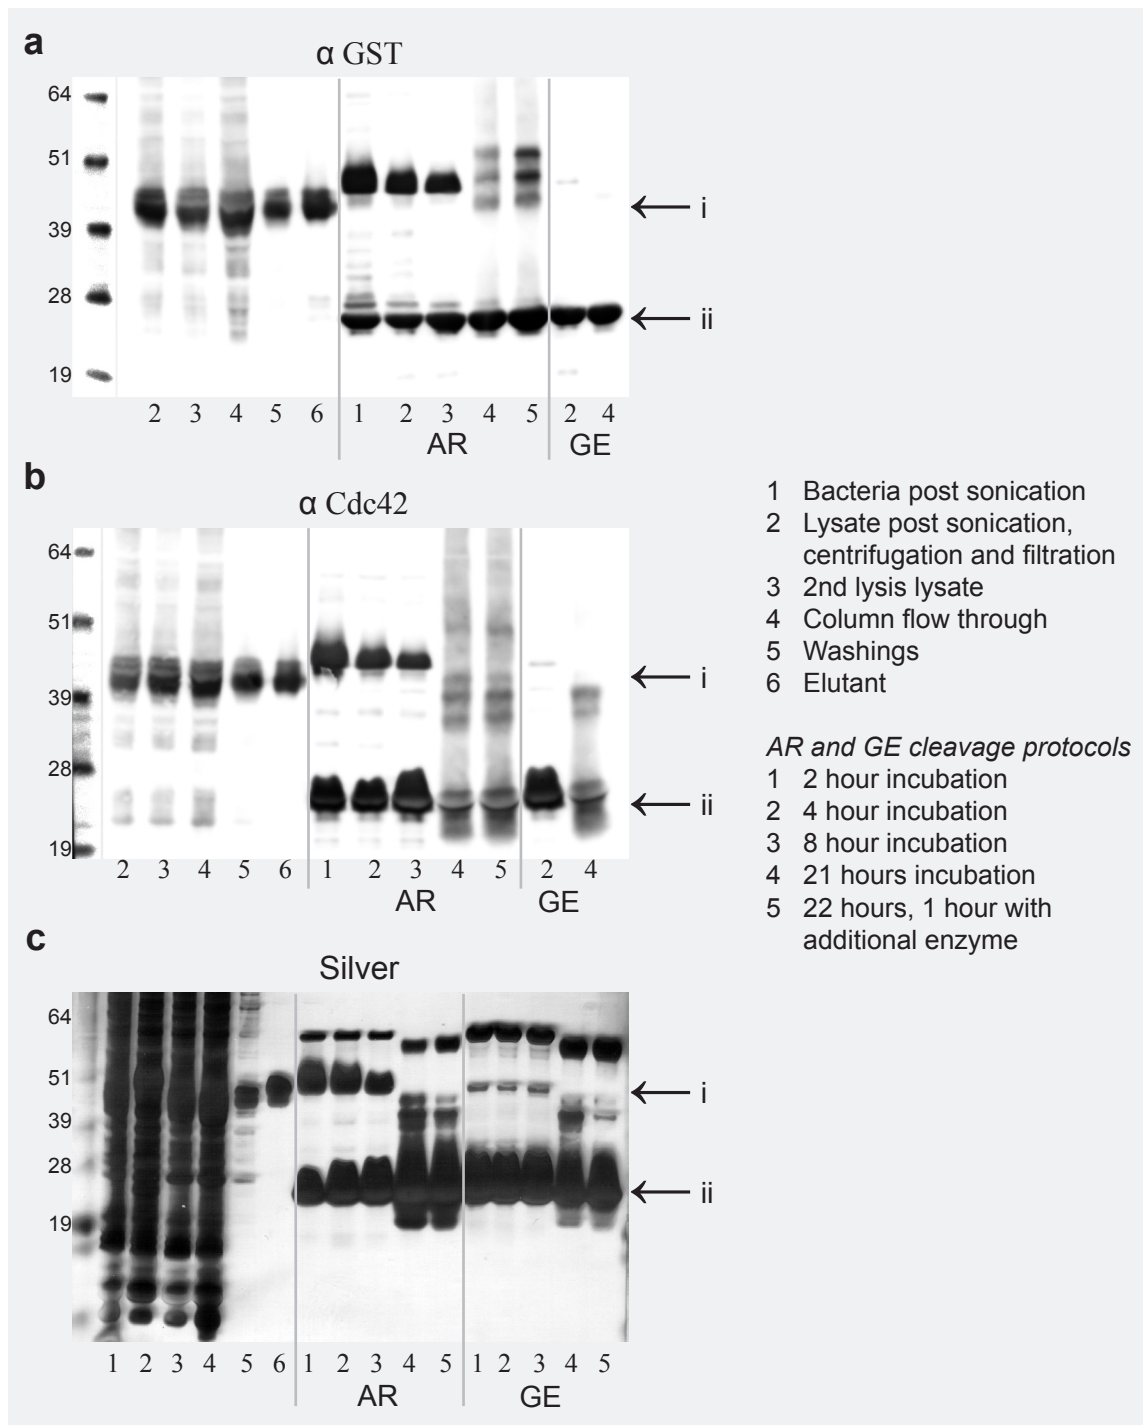 a
α GST
64
51
39
28
19
i
ii
2 3 4 5 6 1 2 3 4 5 2 4
AR GE
b
α Cdc42
64
51
39
28
19
i
ii
2 3 4 5 6 1 2 3 4 5 2 4
AR GE
1 Bacteria post sonication
2 Lysate post sonication,
centrifugation and filtration
3 2nd lysis lysate
4 Column flow through
5 Washings
6 Elutant
AR and GE cleavage protocols
1 2 hour incubation
2 4 hour incubation
3 8 hour incubation
4 21 hours incubation
5 22 hours, 1 hour with
additional enzyme
c
Silver
64
51
39
28
19
i
ii
1 2 3 4 5 6 1 2 3 4 5 1 2 3 4 5
AR GE